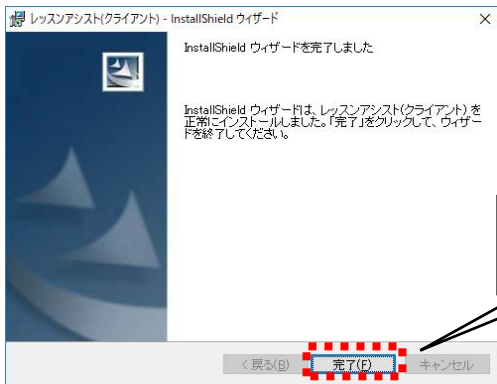 レッスンアシスト(クライアント) - InstallShield ウィザード
InstallShield ウィザードを完了しました
InstallShield ウィザードは、レッスンアシスト(クライアント) を
正常にインストールしました。「完了」をクリックして、ウィザー
ドを終了してください。
< 戻る(B) 完了(F) キャンセル